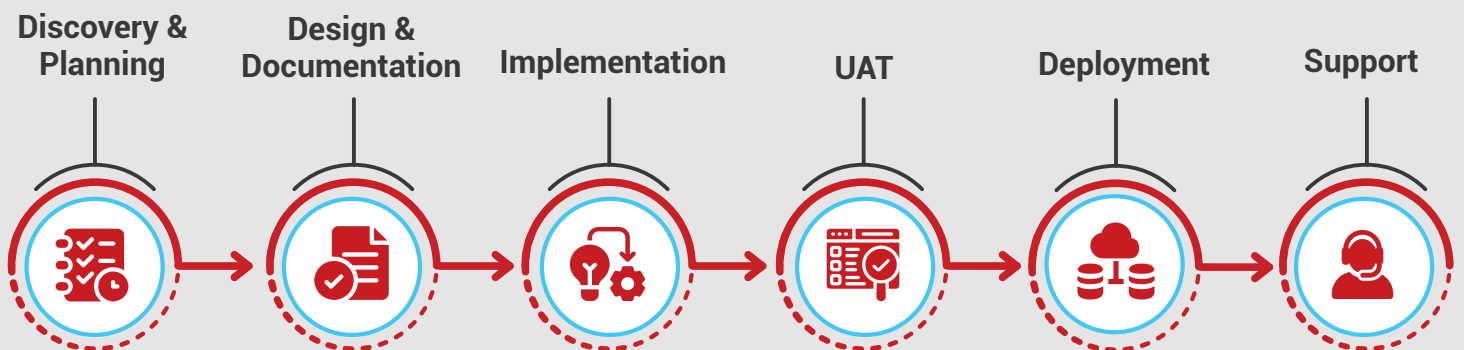 Discovery &
Planning
Design &
Documentation
Implementation
UAT
Deployment
Support